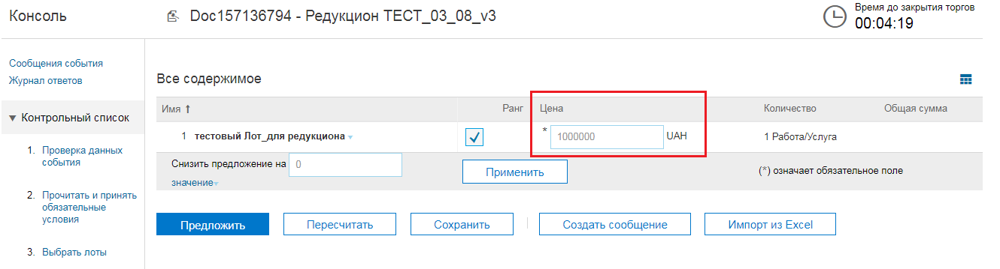 Консоль
Doc157136794 - Редукцион ТЕСТ_03_08_v3
Время до закрытия торгов
00:04:19
Сообщения события
Журнал ответов
Контрольный список
1. Проверка данных
события
2. Прочитать и принять
обязательные
условия
3. Выбрать лоты
Все содержимое
Имя ↑ Ранг Цена Количество Общая сумма
1 тестовый Лот_для редукциона * 1000000 UAH 1 Работа/Услуга
Снизить предложение на 0
значение
Применить
(*) означает обязательное поле
Предложить Пересчитать Сохранить | Создать сообщение Импорт из Excel